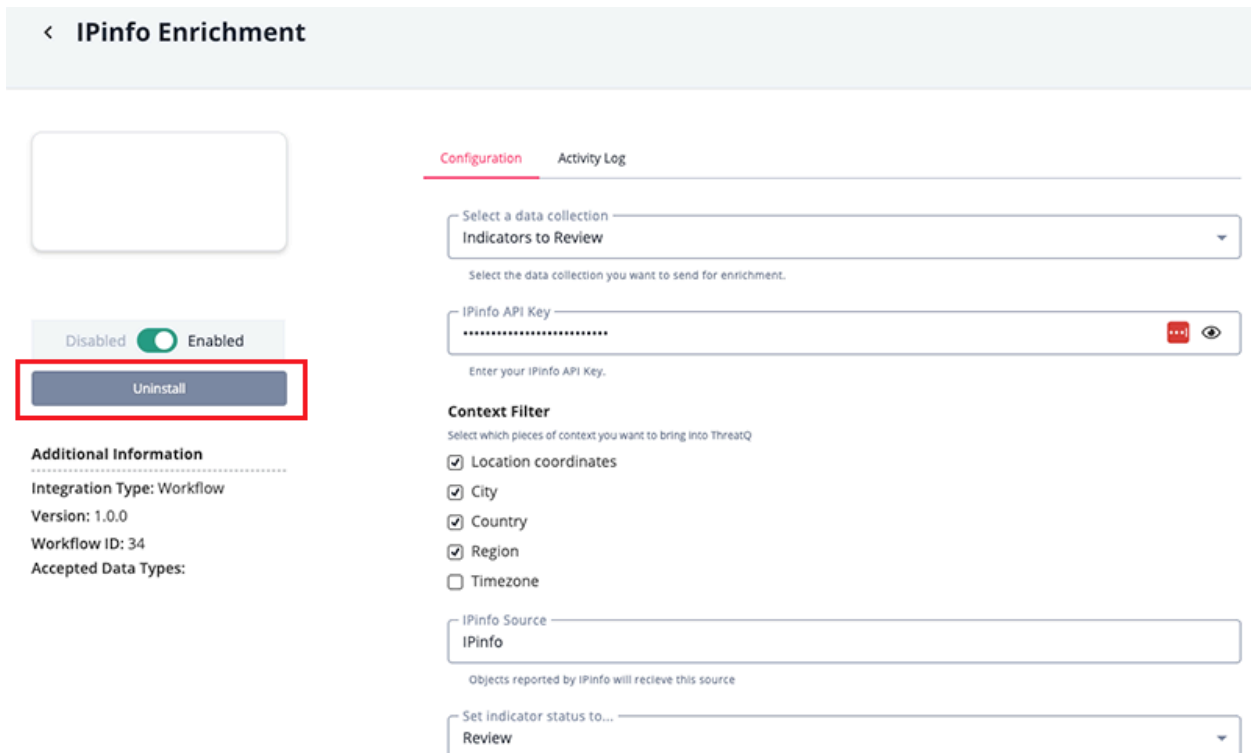 IPinfo Enrichment
Disabled Enabled
Uninstall
Additional Information
Integration Type: Workflow
Version: 1.0.0
Workflow ID: 34
Accepted Data Types:
Configuration Activity Log
Select a data collection
Indicators to Review
Select the data collection you want to send for enrichment.
IPinfo API Key
••••••••••••••••••••••••••
Enter your IPinfo API Key.
Context Filter
Select which pieces of context you want to bring into ThreatQ
Location coordinates
City
Country
Region
Timezone
IPinfo Source
IPinfo
Objects reported by IPinfo will recieve this source
Set indicator status to...
Review